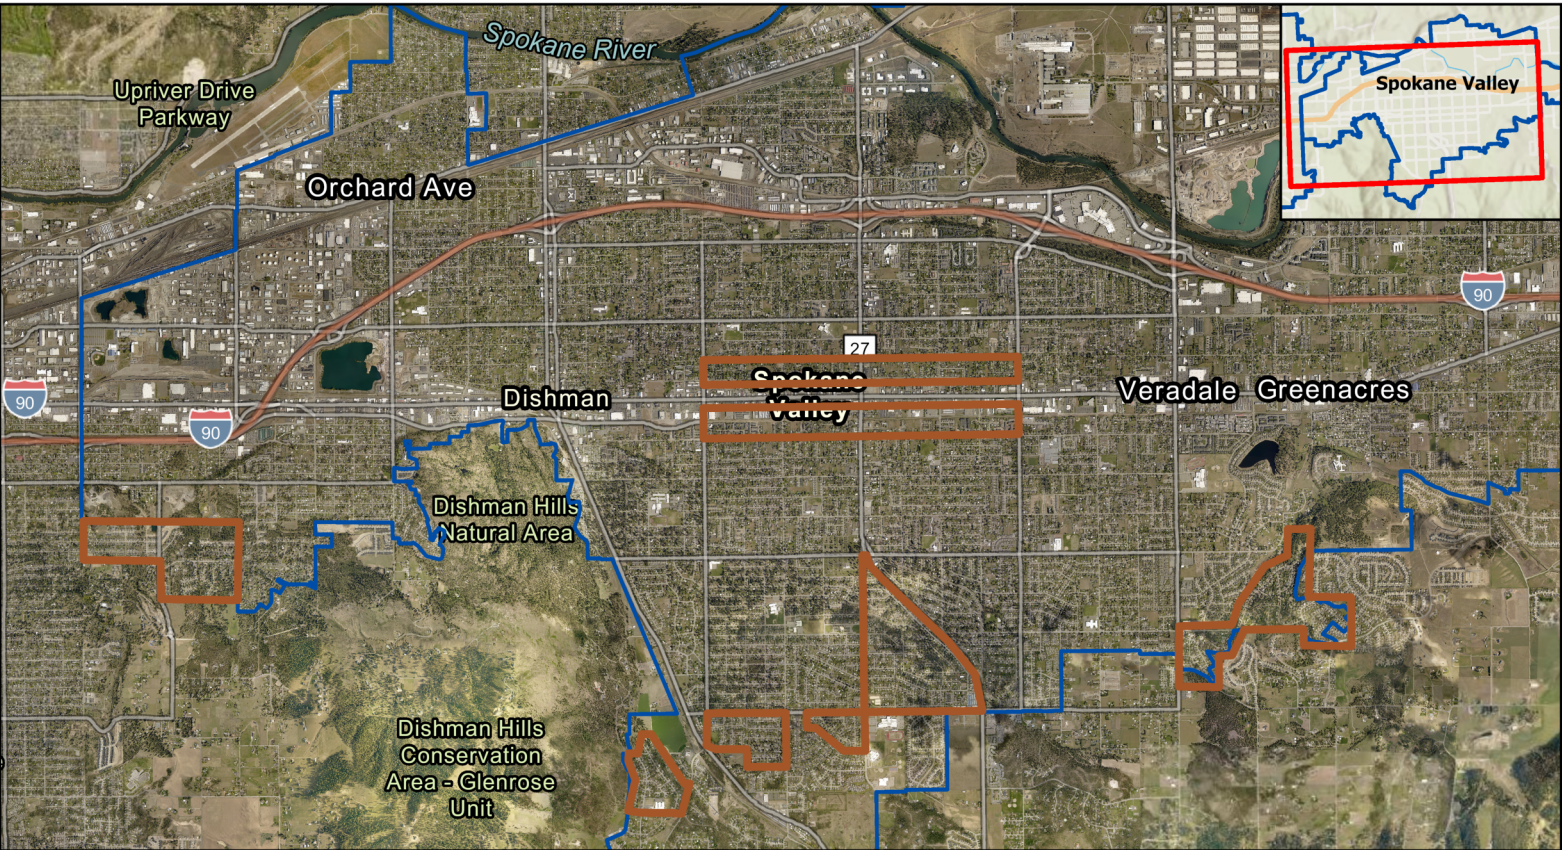 Spokane River
Upriver Drive
Parkway
Spokane Valley
Orchard Ave
90
27
Spokane
Valley
90
Dishman
Veradale
Greenacres
90
Dishman Hills
Natural Area
Dishman Hills
Conservation
Area - Glenrose
Unit